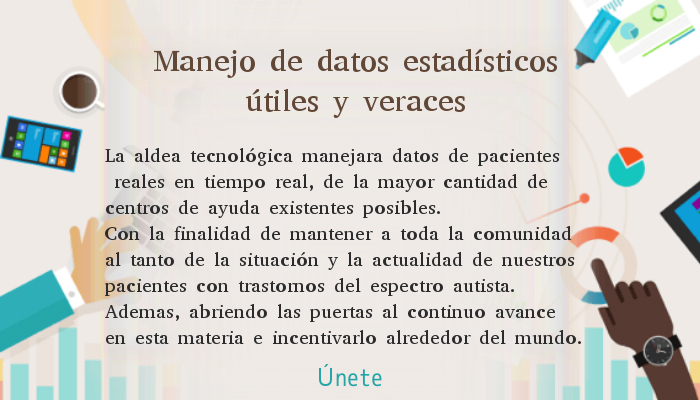 Manejo de datos estadísticos
útiles y veraces
La aldea tecnológica manejara datos de pacientes
reales en tiempo real, de la mayor cantidad de
centros de ayuda existentes posibles.
Con la finalidad de mantener a toda la comunidad
al tanto de la situación y la actualidad de nuestros
pacientes con trastornos del espectro autista.
Ademas, abriendo las puertas al continuo avance
en esta materia e incentivarlo alrededor del mundo.
Únete